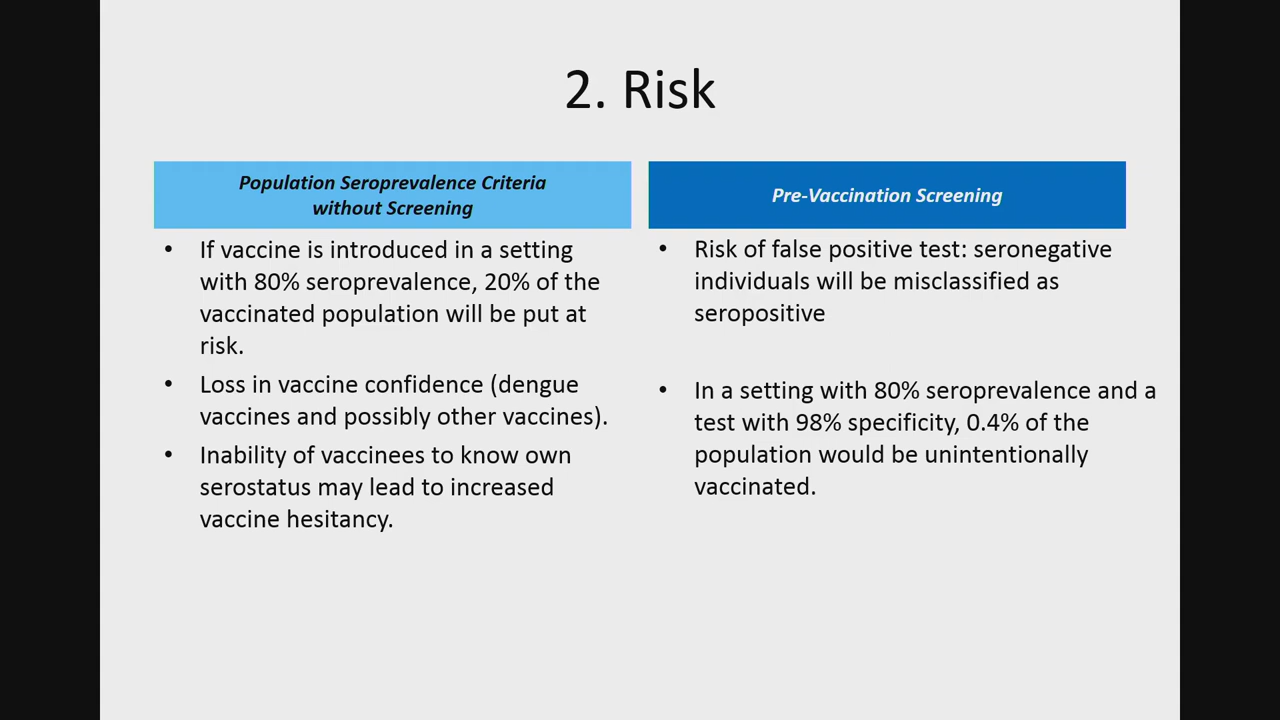 2. Risk
Population Seroprevalence Criteria
without Screening
• If vaccine is introduced in a setting
with 80% seroprevalence, 20% of the
vaccinated population will be put at
risk.
• Loss in vaccine confidence (dengue
vaccines and possibly other vaccines).
• Inability of vaccinees to know own
serostatus may lead to increased
vaccine hesitancy.
Pre-Vaccination Screening
• Risk of false positive test: seronegative
individuals will be misclassified as
seropositive
• In a setting with 80% seroprevalence and a
test with 98% specificity, 0.4% of the
population would be unintentionally
vaccinated.